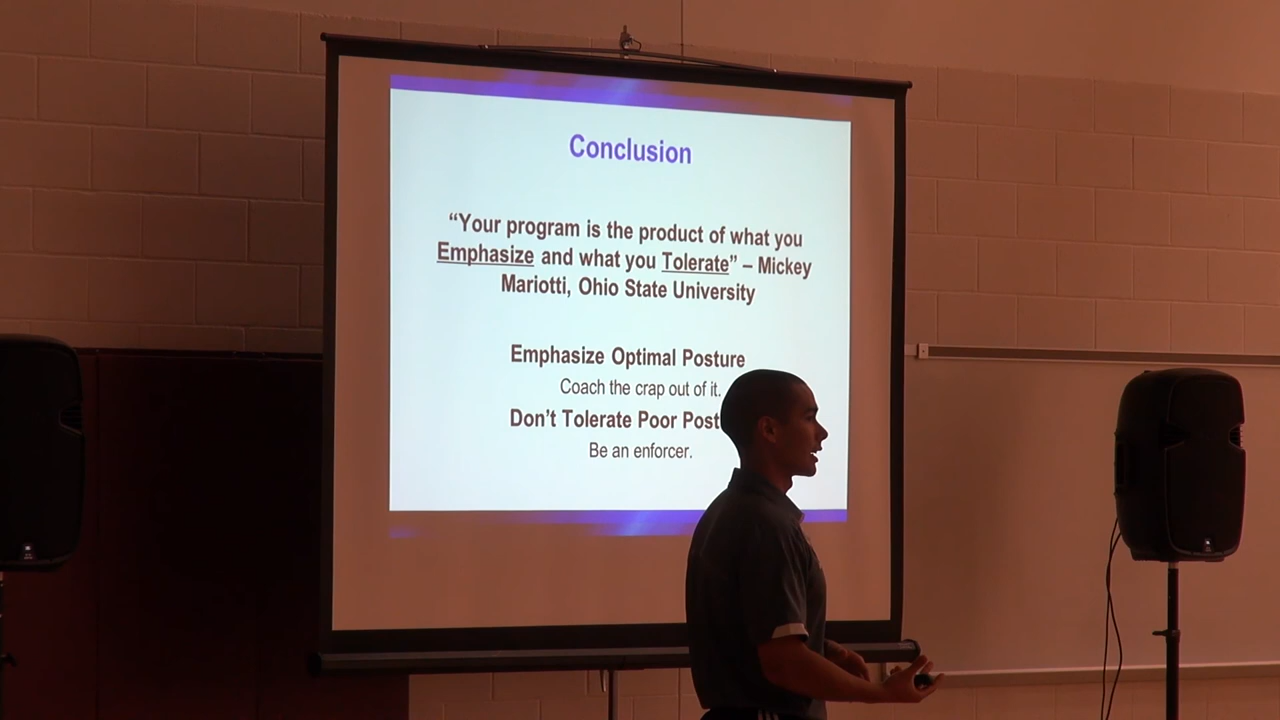 Conclusion
“Your program is the product of what you
Emphasize and what you Tolerate” – Mickey
Mariotti, Ohio State University
Emphasize Optimal Posture
Coach the crap out of it.
Don’t Tolerate Poor Post
Be an enforcer.